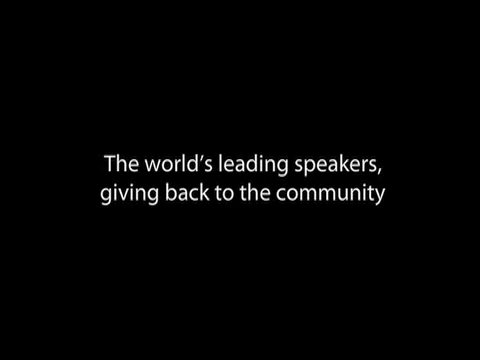 The world’s leading speakers,
giving back to the community